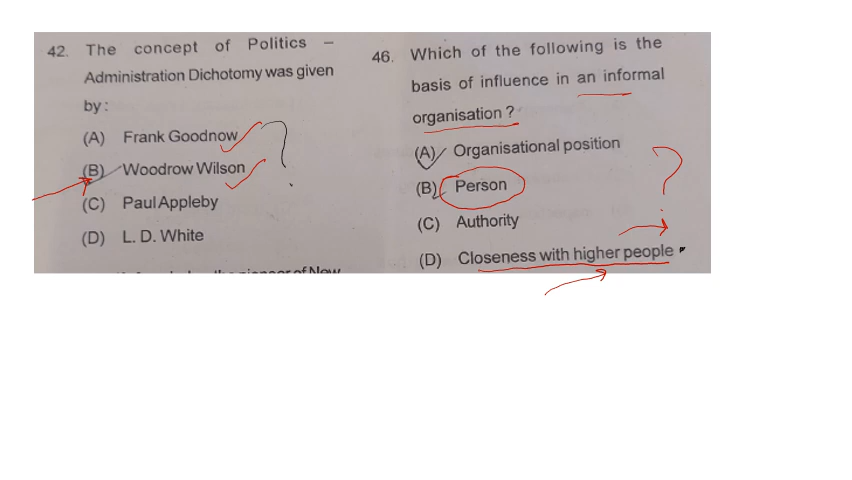 42. The concept of Politics –
Administration Dichotomy was given
by :
(A) Frank Goodnow
(B) Woodrow Wilson
(C) Paul Appleby
(D) L. D. White
of New
46. Which of the following is the
basis of influence in an informal
organisation ?
(A) Organisational position
(B) Person
(C) Authority
(D) Closeness with higher people
?
?